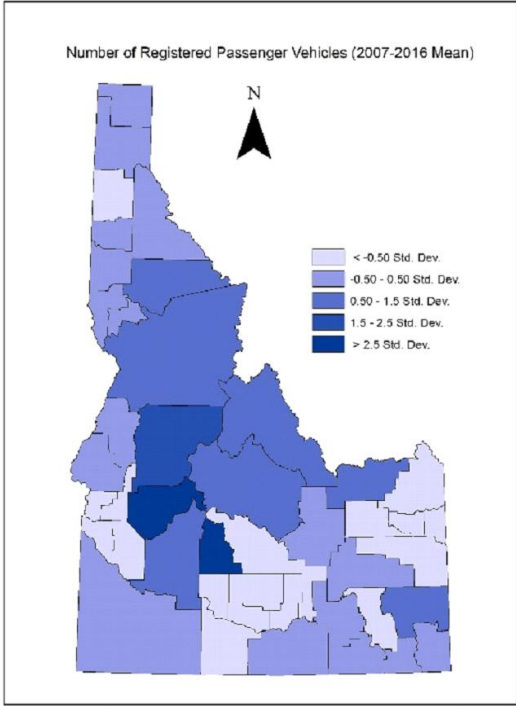 Number of Registered Passenger Vehicles (2007-2016 Mean)
N
< -0.50 Std. Dev.
-0.50 - 0.50 Std. Dev.
0.50 - 1.5 Std. Dev.
1.5 - 2.5 Std. Dev.
> 2.5 Std. Dev.